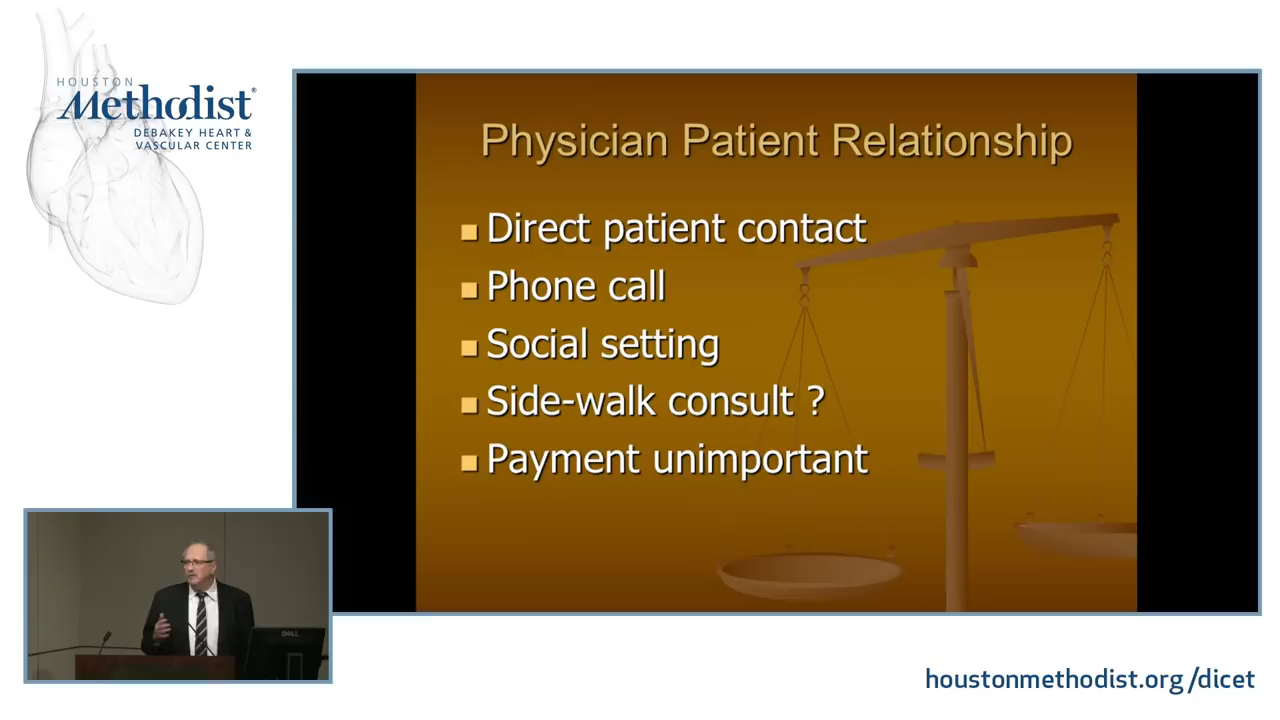 HOUSTON
Methodist®
DEBAKEY HEART &
VASCULAR CENTER
Physician Patient Relationship
Direct patient contact
Phone call
Social setting
Side-walk consult ?
Payment unimportant
DELL
houstonmethodist.org/dicet